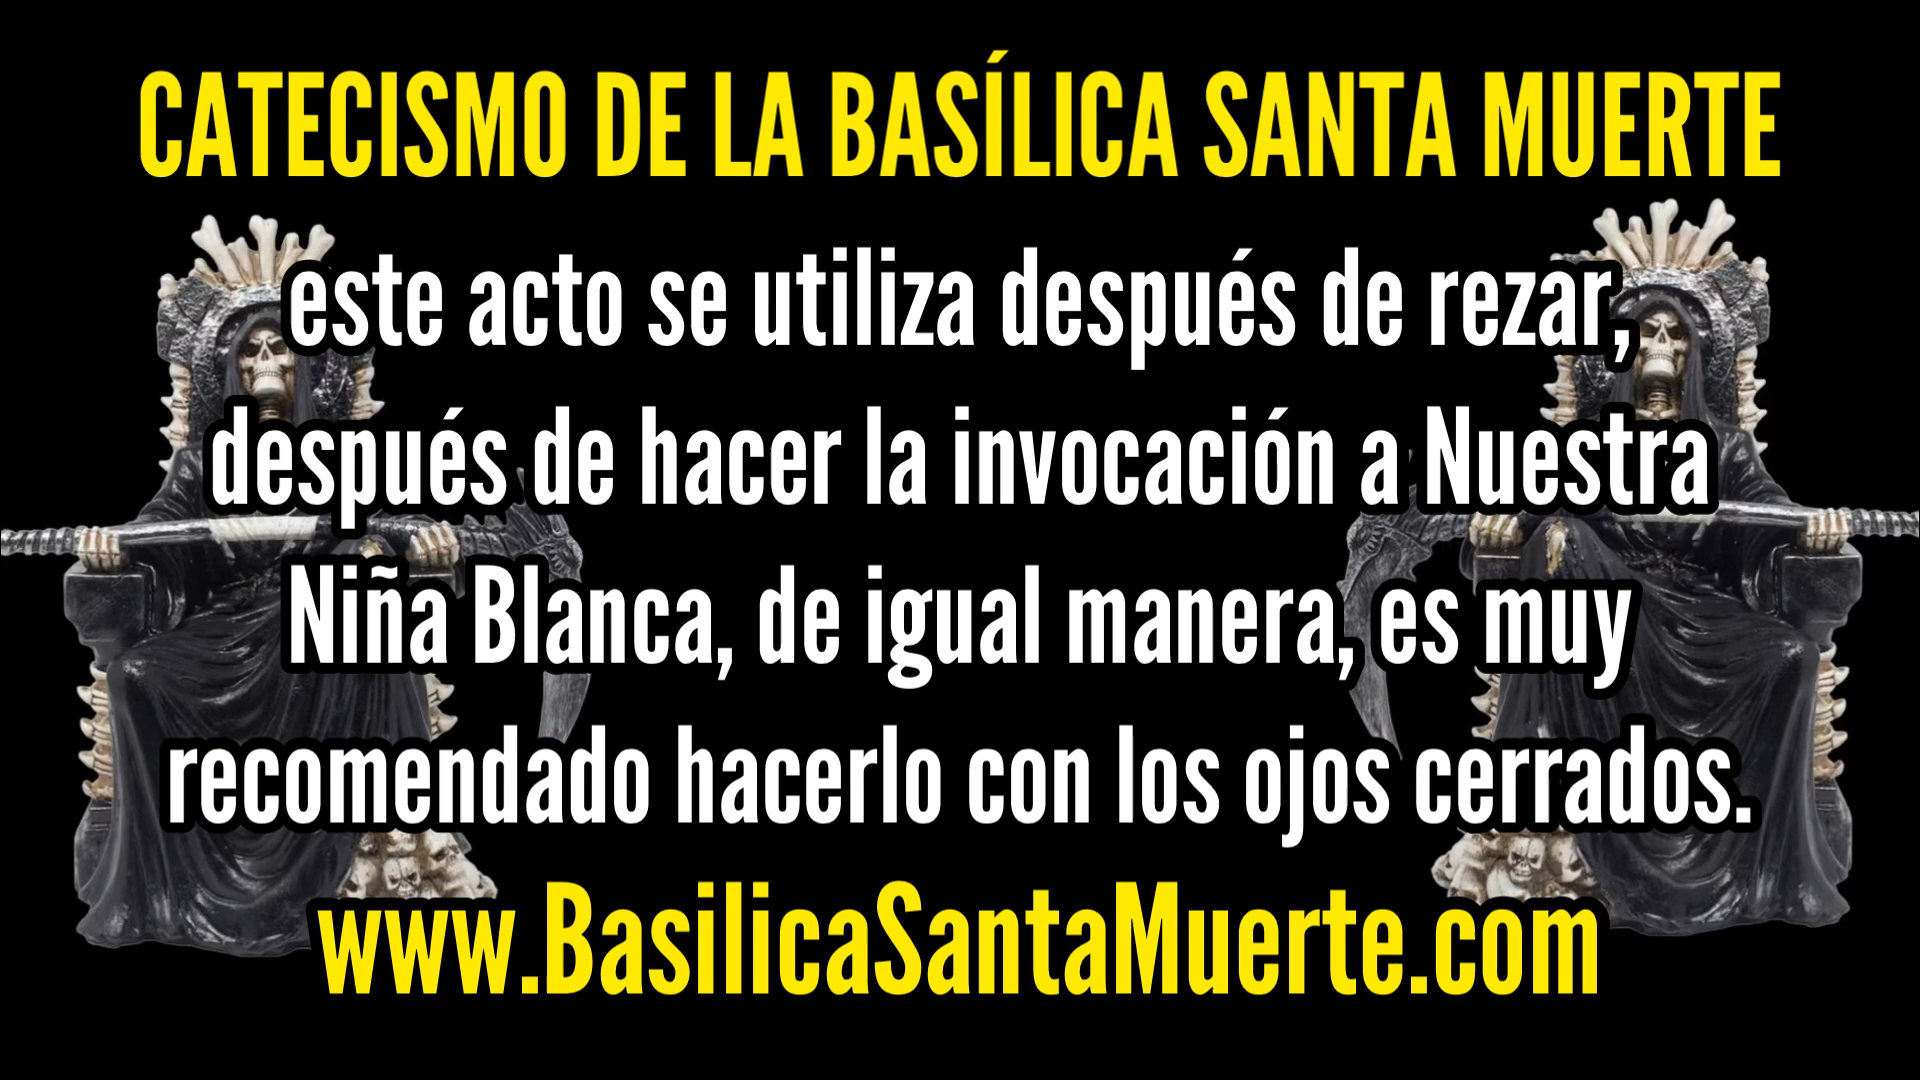 CATECISMO DE LA BASÍLICA SANTA MUERTE
este acto se utiliza después de rezar,
después de hacer la invocación a Nuestra
Niña Blanca, de igual manera, es muy
recomendado hacerlo con los ojos cerrados.
www.BasilicaSantaMuerte.com